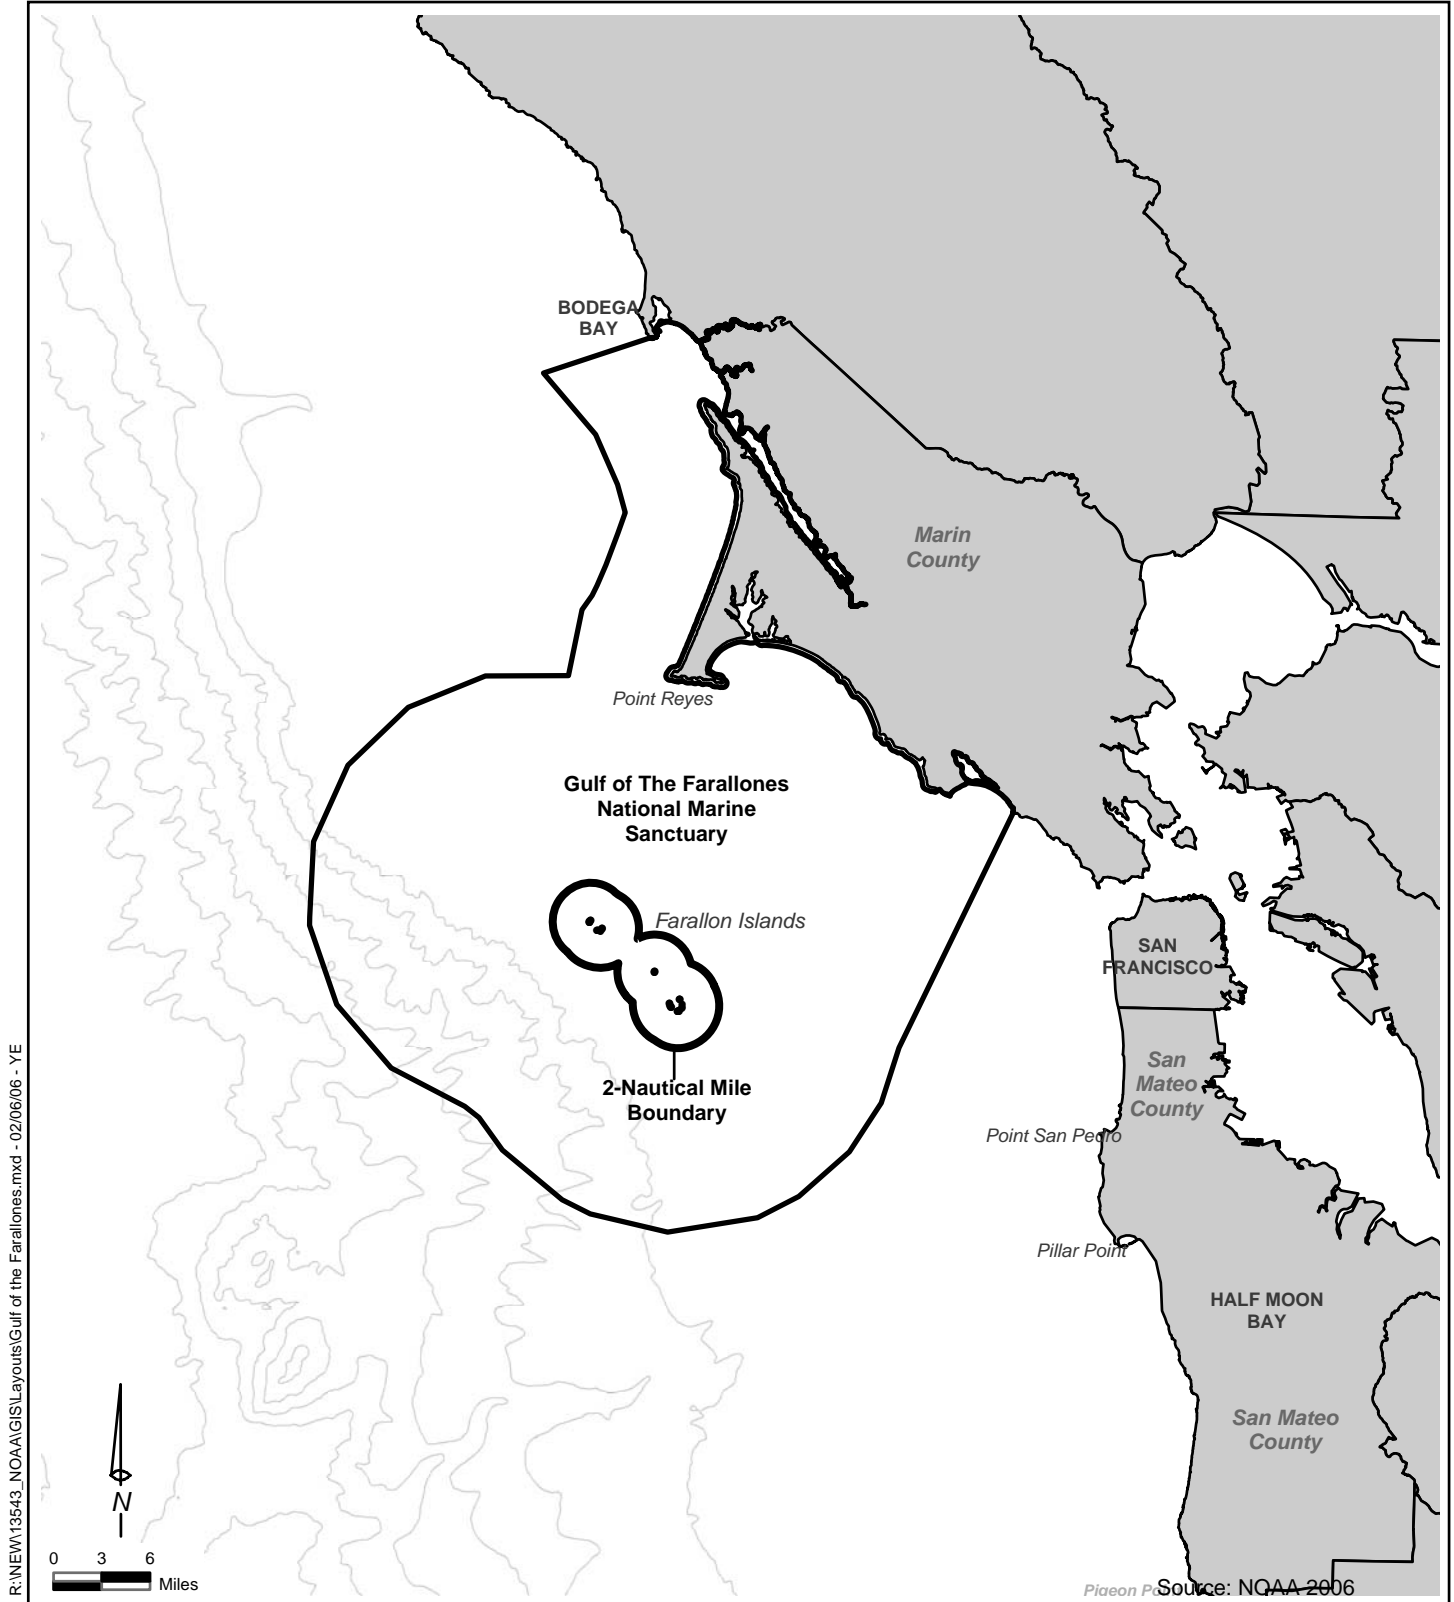 BODEGA
BAY
Marin
County
Point Reyes
Gulf of The Farallones
National Marine
Sanctuary
Farallon Islands
SAN
FRANCISCO
2-Nautical Mile
Boundary
San
Mateo
County
Point San Pedro
Pillar Point
HALF MOON
BAY
San Mateo
County
N
0 3 6
Miles
Pigeon Po
Source: NOAA 2006
R:\NEW\13543_NOAA\GIS\Layouts\Gulf of the Farallones.mxd - 02/06/06 - YE